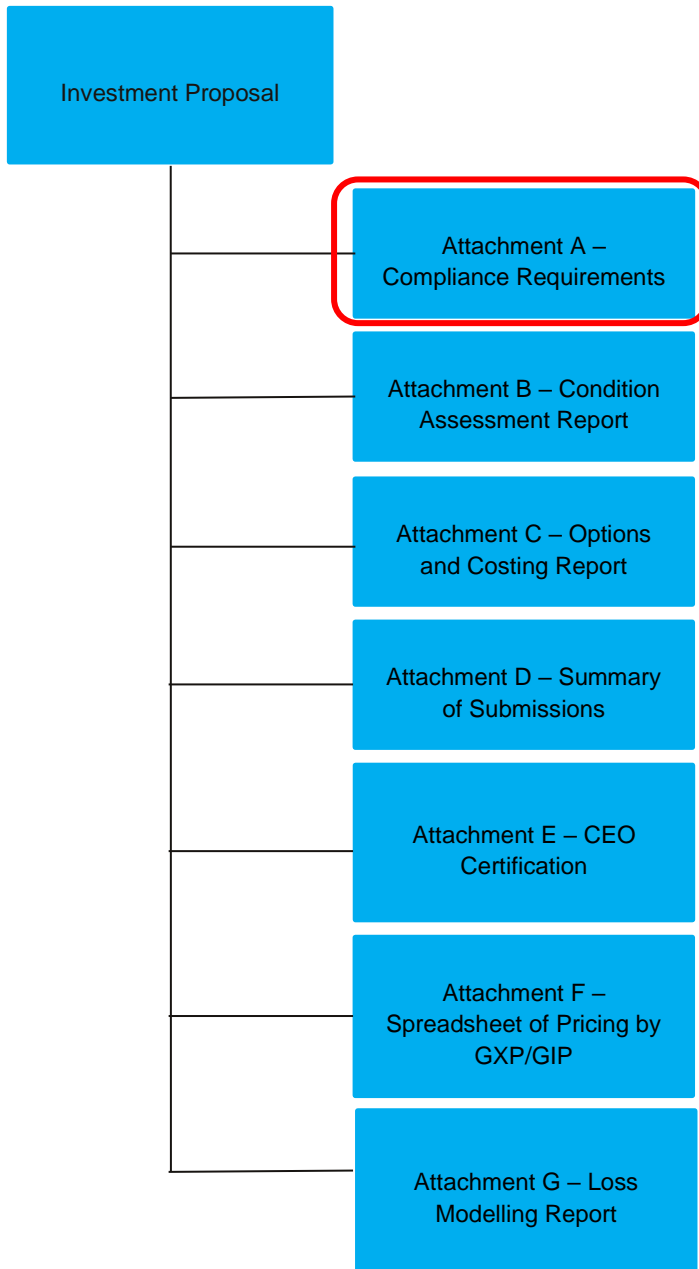 Investment Proposal
Attachment A –
Compliance Requirements
Attachment B – Condition
Assessment Report
Attachment C – Options
and Costing Report
Attachment D – Summary
of Submissions
Attachment E – CEO
Certification
Attachment F –
Spreadsheet of Pricing by
GXP/GIP
Attachment G – Loss
Modelling Report